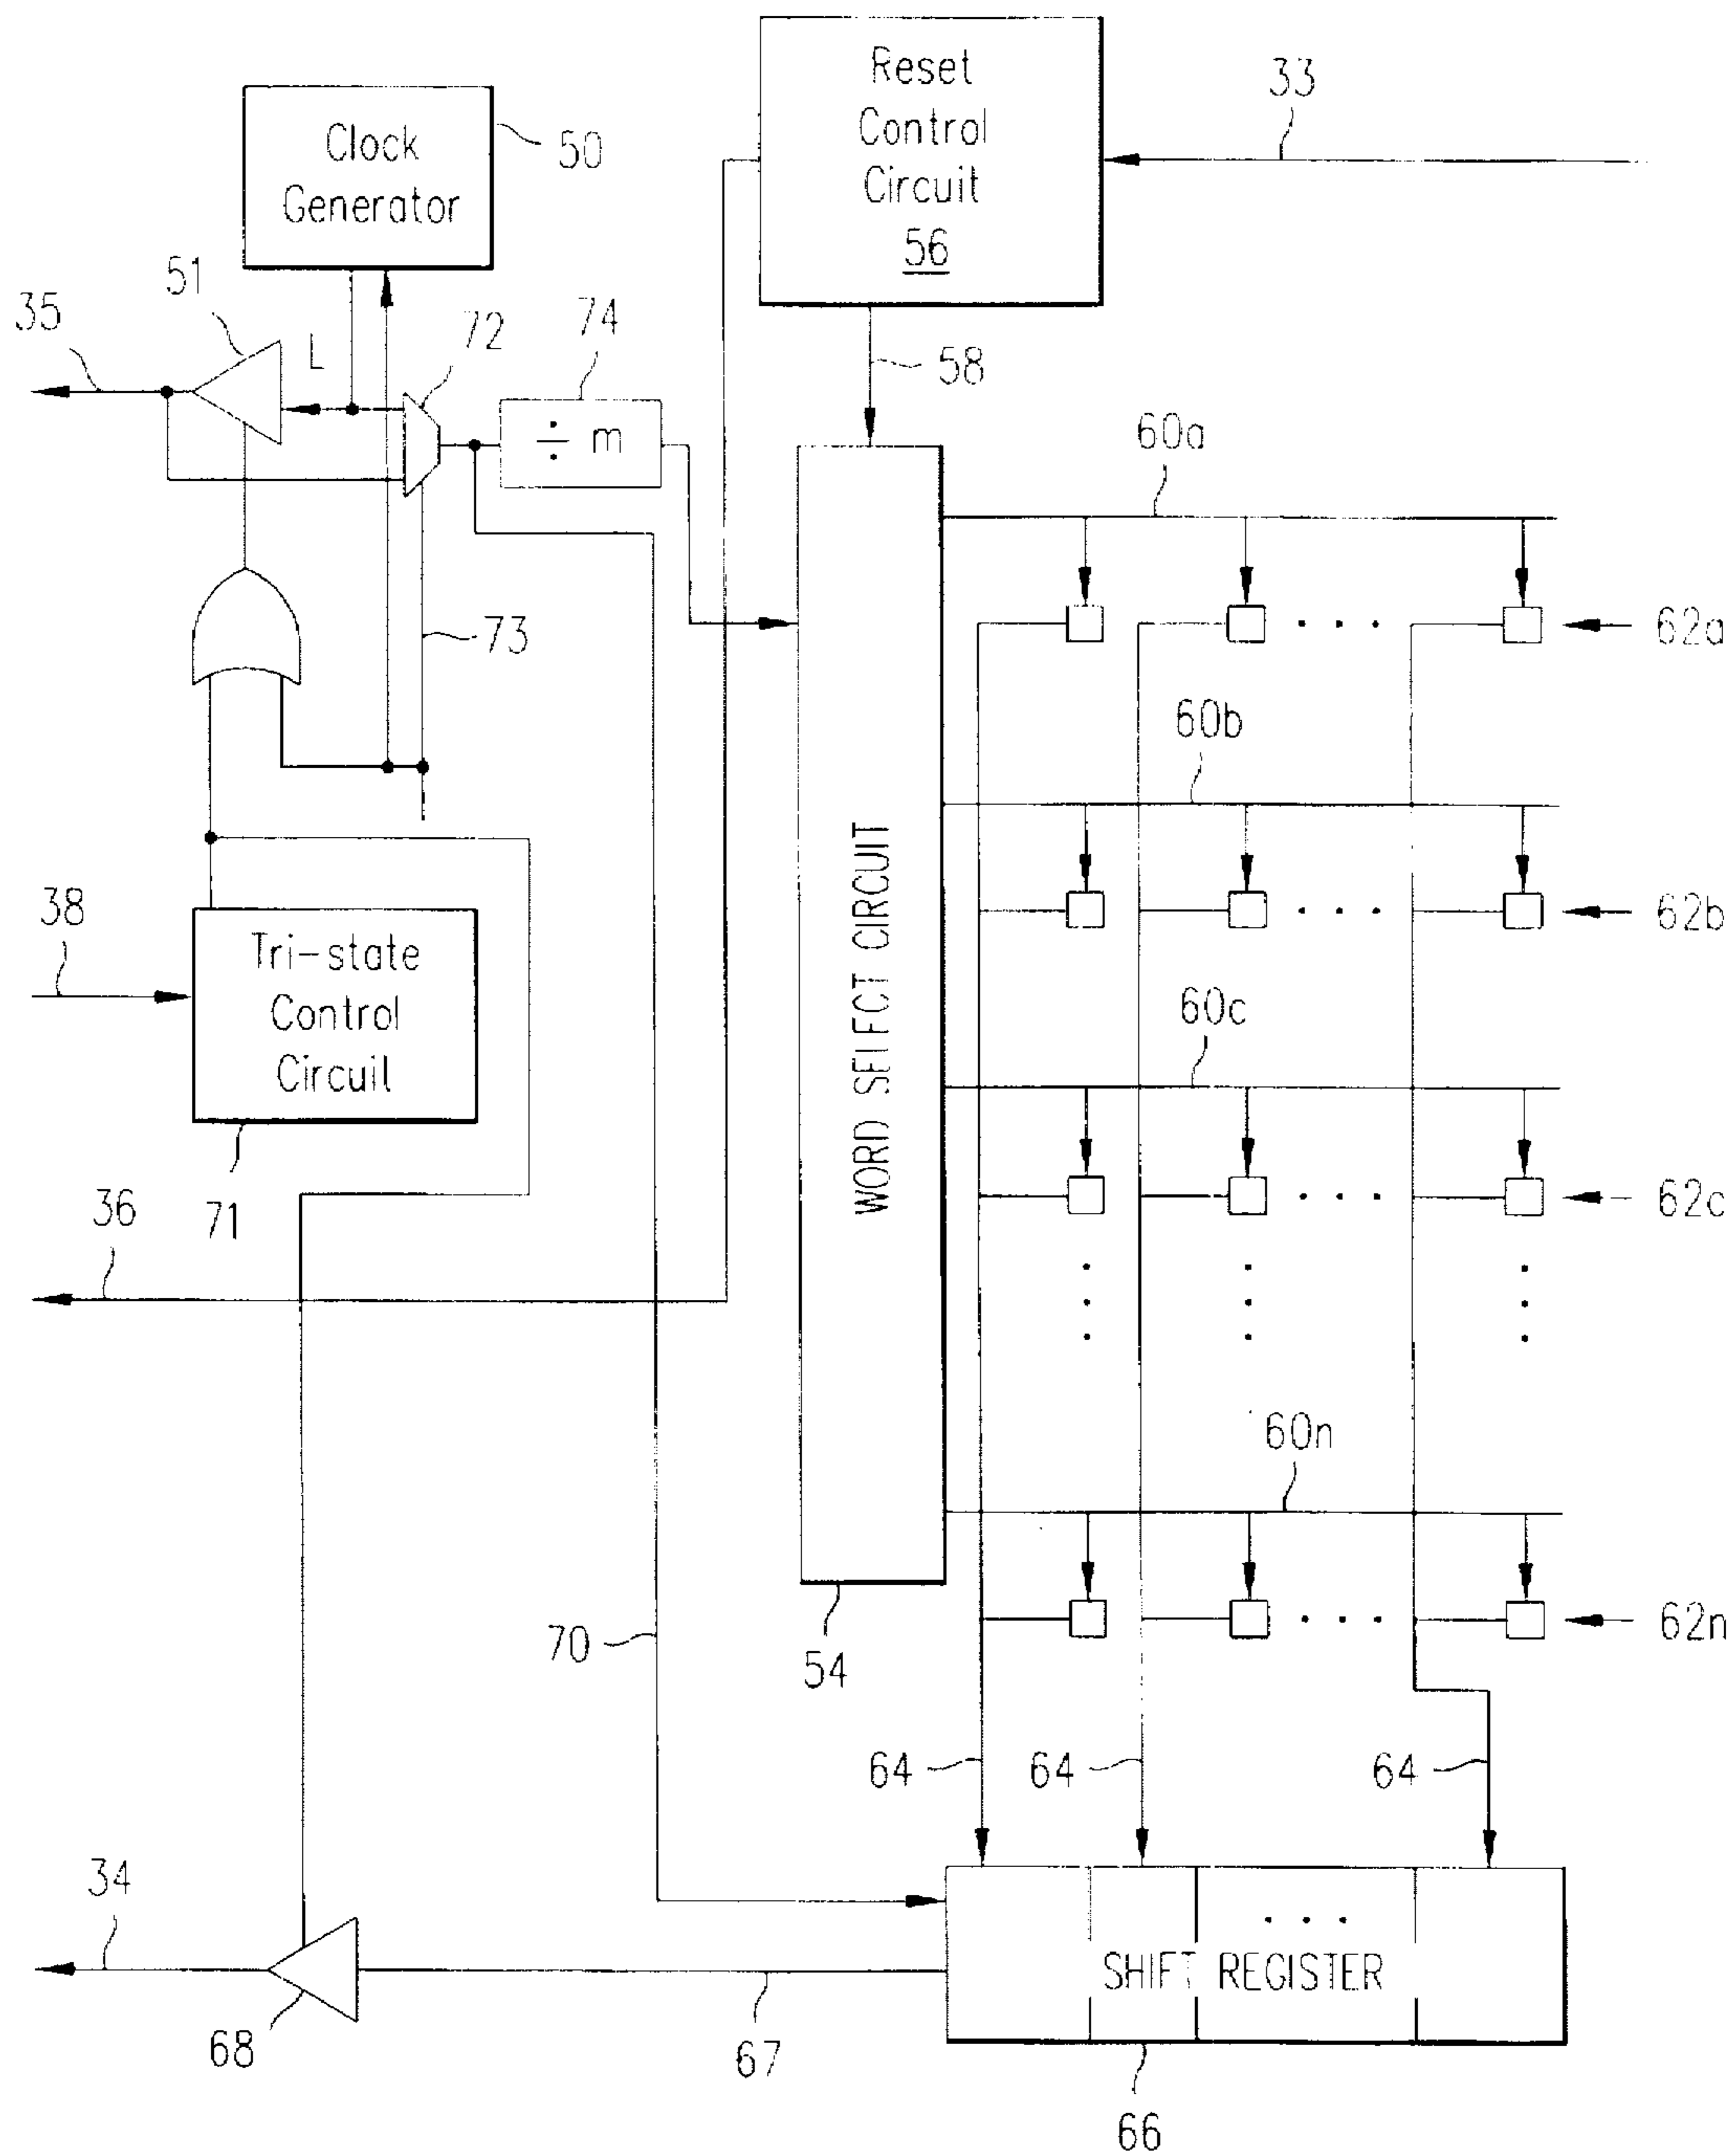 Reset
Control
Circuit
56
33
Clock
Generator
50
51
35
L
72
74
÷ m
58
60a
62a
73
60b
62b
38
Tri-state
Control
Circuil
71
WORD SELECT CIRCUIT
60c
62c
36
60n
62n
70
54
64
64
64
34
68
67
SHIFT REGISTER
66